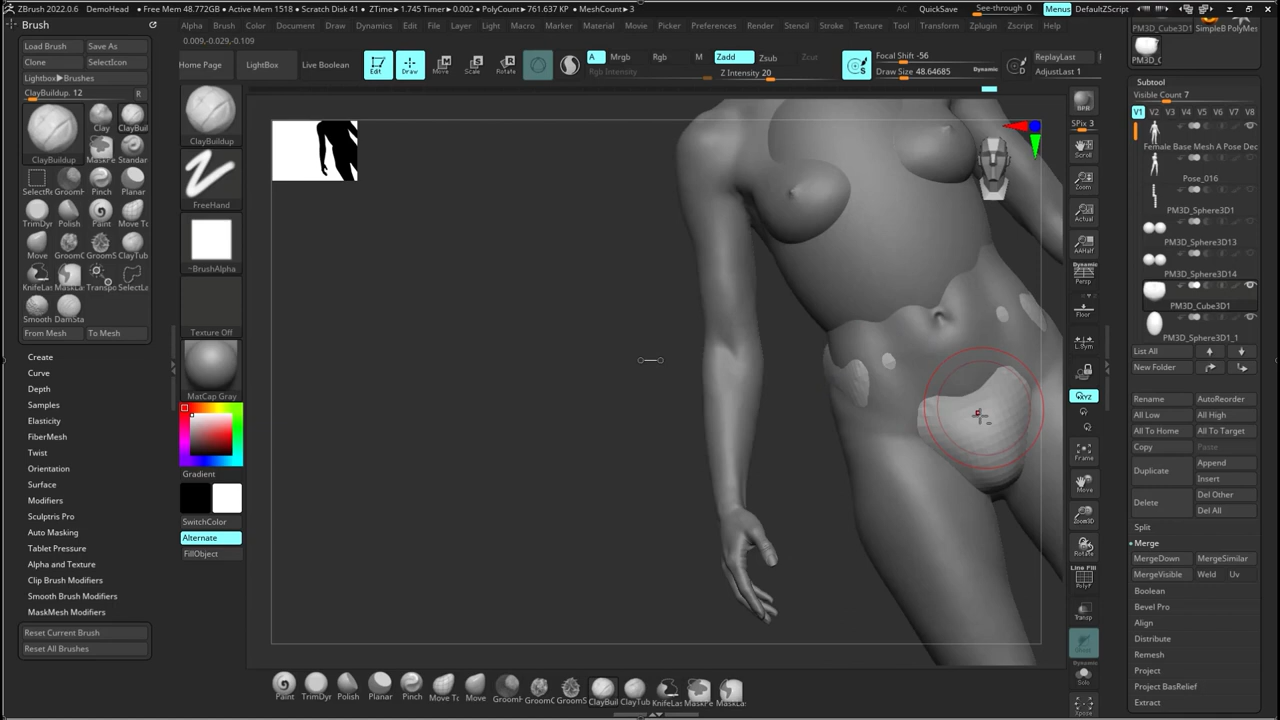 ZBrush 2022.0.6 DemoHead • Free Mem 48.772GB • Active Mem 1518 • Scratch Disk 41 • ZTime ▸ 1.745 Timer ▸ 0.002 • PolyCount ▸ 761.637 KP • MeshCount ▸ 3 AC QuickSave See-through 0 Menus DefaultZScript
Brush
Alpha Brush Color Document Draw Dynamics Edit File Layer Light Macro Marker Material Movie Picker Preferences Render Stencil Stroke Texture Tool Transform Zplugin Zscript Help
0.009,-0.029,-0.109
Load Brush Save As
Clone SelectIcon
Lightbox▸Brushes
ClayBuildup. 12 R
Clay ClayBuil
ClayBuildup MaskPe Standar
SelectRe GroomH Pinch Planar
TrimDyr Polish Paint Move To
Move GroomC GroomS ClayTub
KnifeLas MaskLa Transpo SelectLa
Smooth DamSta
From Mesh To Mesh
Create
Curve
Depth
Samples
Elasticity
FiberMesh
Twist
Orientation
Surface
Modifiers
Sculptris Pro
Auto Masking
Tablet Pressure
Alpha and Texture
Clip Brush Modifiers
Smooth Brush Modifiers
MaskMesh Modifiers
Reset Current Brush
Reset All Brushes
Home Page LightBox Live Boolean
Edit Draw Move Scale Rotate
A Mrgb Rgb M Zadd Zsub Zcut
Rgb Intensity Z Intensity 20
S Focal Shift -56
Draw Size 48.64685 Dynamic
D ReplayLast
AdjustLast 1
ClayBuildup
FreeHand
~BrushAlpha
Texture Off
MatCap Gray
Gradient
SwitchColor
Alternate
FillObject
BPR
SPix 3
Scroll
Zoom
Actual
AAHalf
Dynamic
Persp
Floor
L.Sym
XYZ
Frame
Move
Zoom3D
Rotate
Line Fill
PolyF
Transp
Dynamic
Solo
Xpose
PM3D_Cube3D1 SimpleB PolyMes
PM3D_C
Subtool
Visible Count 7
V1 V2 V3 V4 V5 V6 V7 V8
Female Base Mesh A Pose Dec
Pose_016
PM3D_Sphere3D1
PM3D_Sphere3D13
PM3D_Sphere3D14
PM3D_Cube3D1
PM3D_Sphere3D1_1
List All
New Folder
Rename AutoReorder
All Low All High
All To Home All To Target
Copy Paste
Duplicate Append
Insert
Delete Del Other
Del All
Split
Merge
MergeDown MergeSimilar
MergeVisible Weld Uv
Boolean
Bevel Pro
Align
Distribute
Remesh
Project
Project BasRelief
Extract
Paint TrimDyr Polish Planar Pinch Move To Move GroomH GroomC GroomS ClayBuil ClayTub KnifeLas MaskPe MaskLas